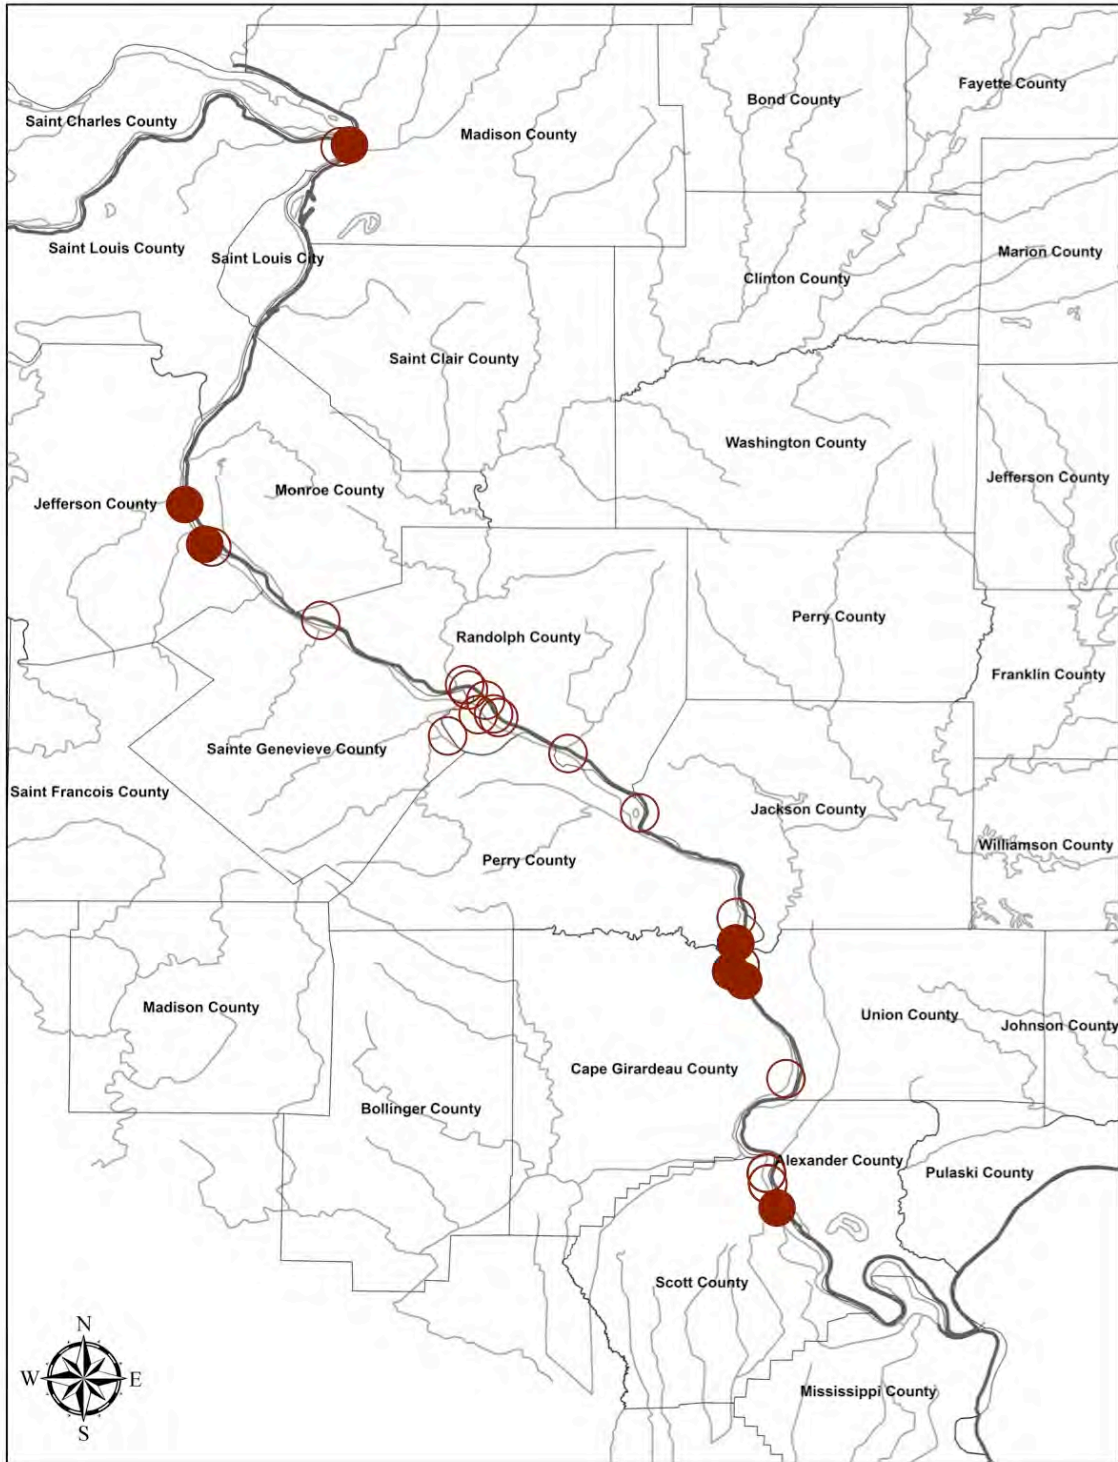 Fayette County
Bond County
Saint Charles County
Madison County
Saint Louis County
Saint Louis City
Marion County
Clinton County
Saint Clair County
Washington County
Jefferson County
Monroe County
Jefferson County
Perry County
Randolph County
Franklin County
Sainte Genevieve County
Saint Francois County
Jackson County
Williamson County
Perry County
Madison County
Union County
Johnson County
Cape Girardeau County
Bollinger County
Alexander County
Pulaski County
Scott County
Mississippi County
N
W
E
S